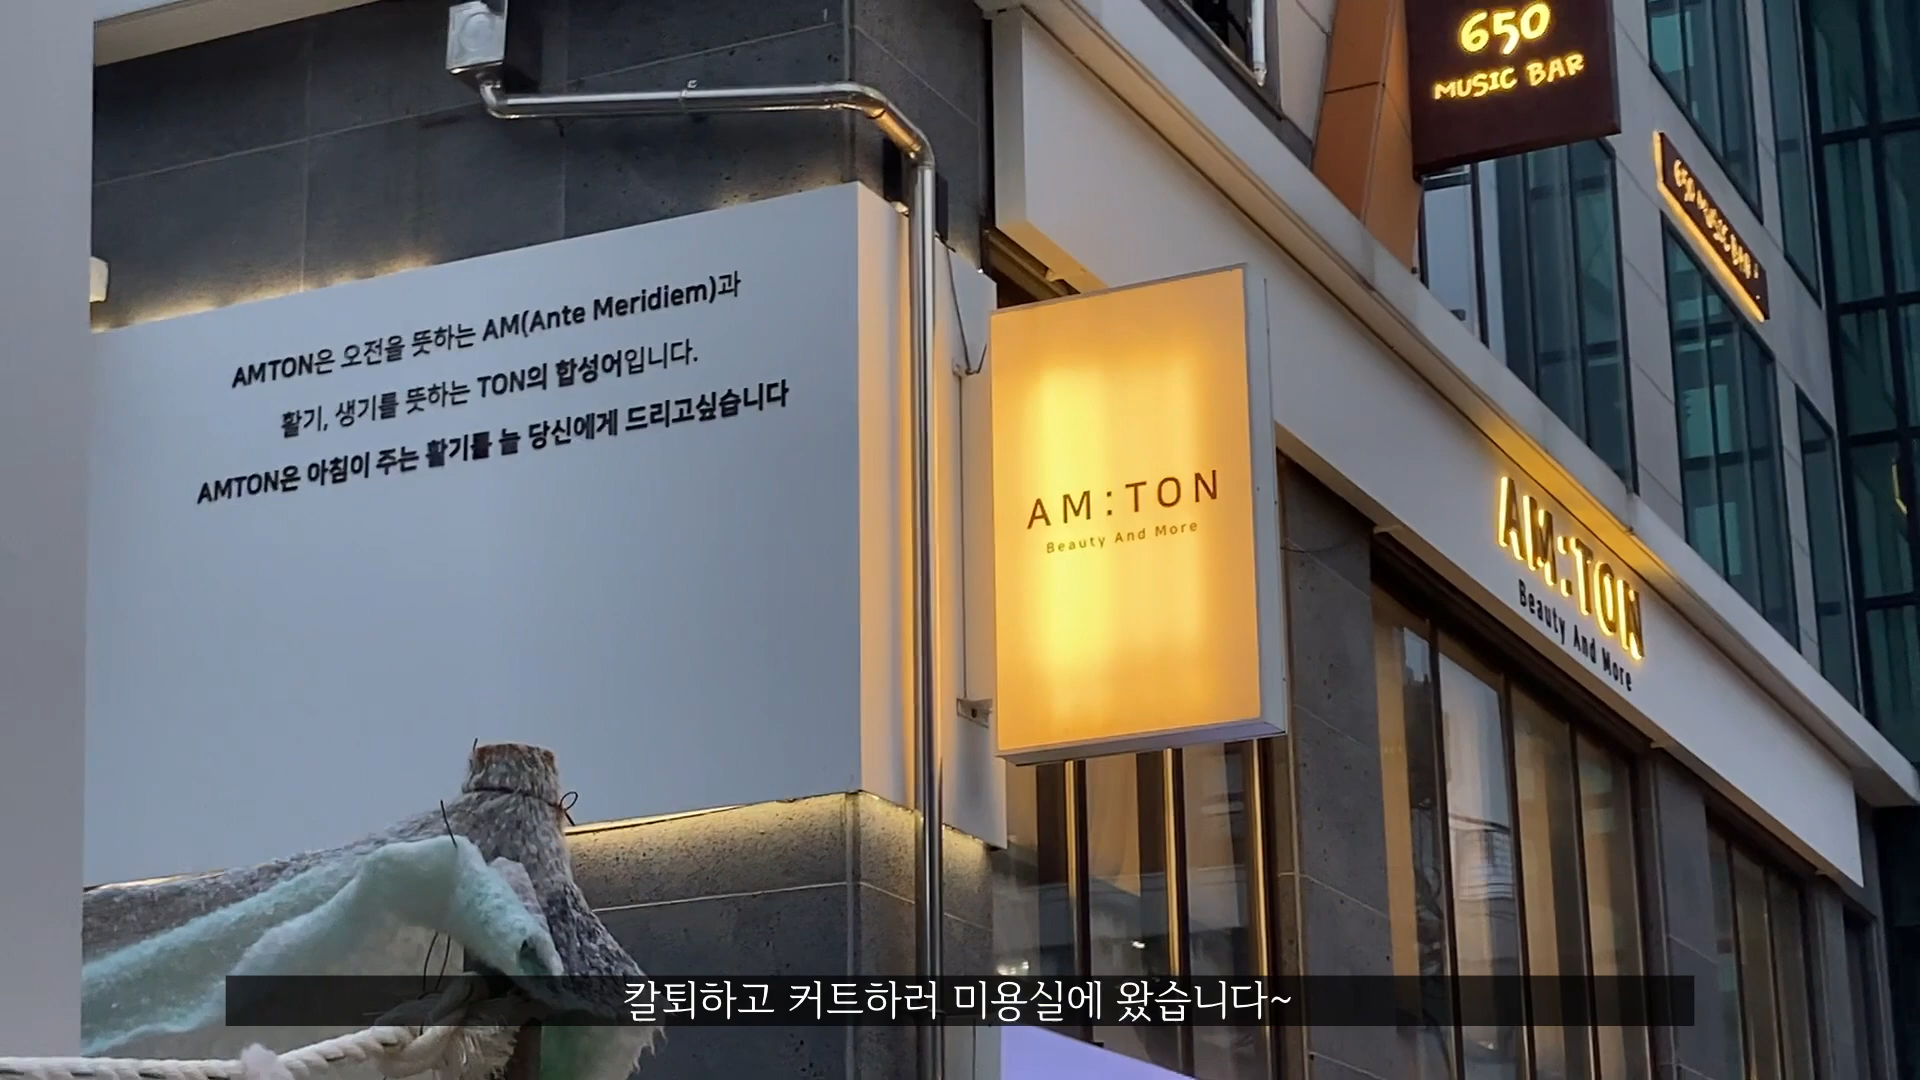 650
MUSIC BAR
650 MUSIC BAR
AMTON은 오전을 뜻하는 AM(Ante Meridiem)과
활기, 생기를 뜻하는 TON의 합성어입니다.
AMTON은 아침이 주는 활기를 늘 당신에게 드리고싶습니다
AM:TON
Beauty And More
AM:TON
Beauty And More
칼퇴하고 커트하러 미용실에 왔습니다~